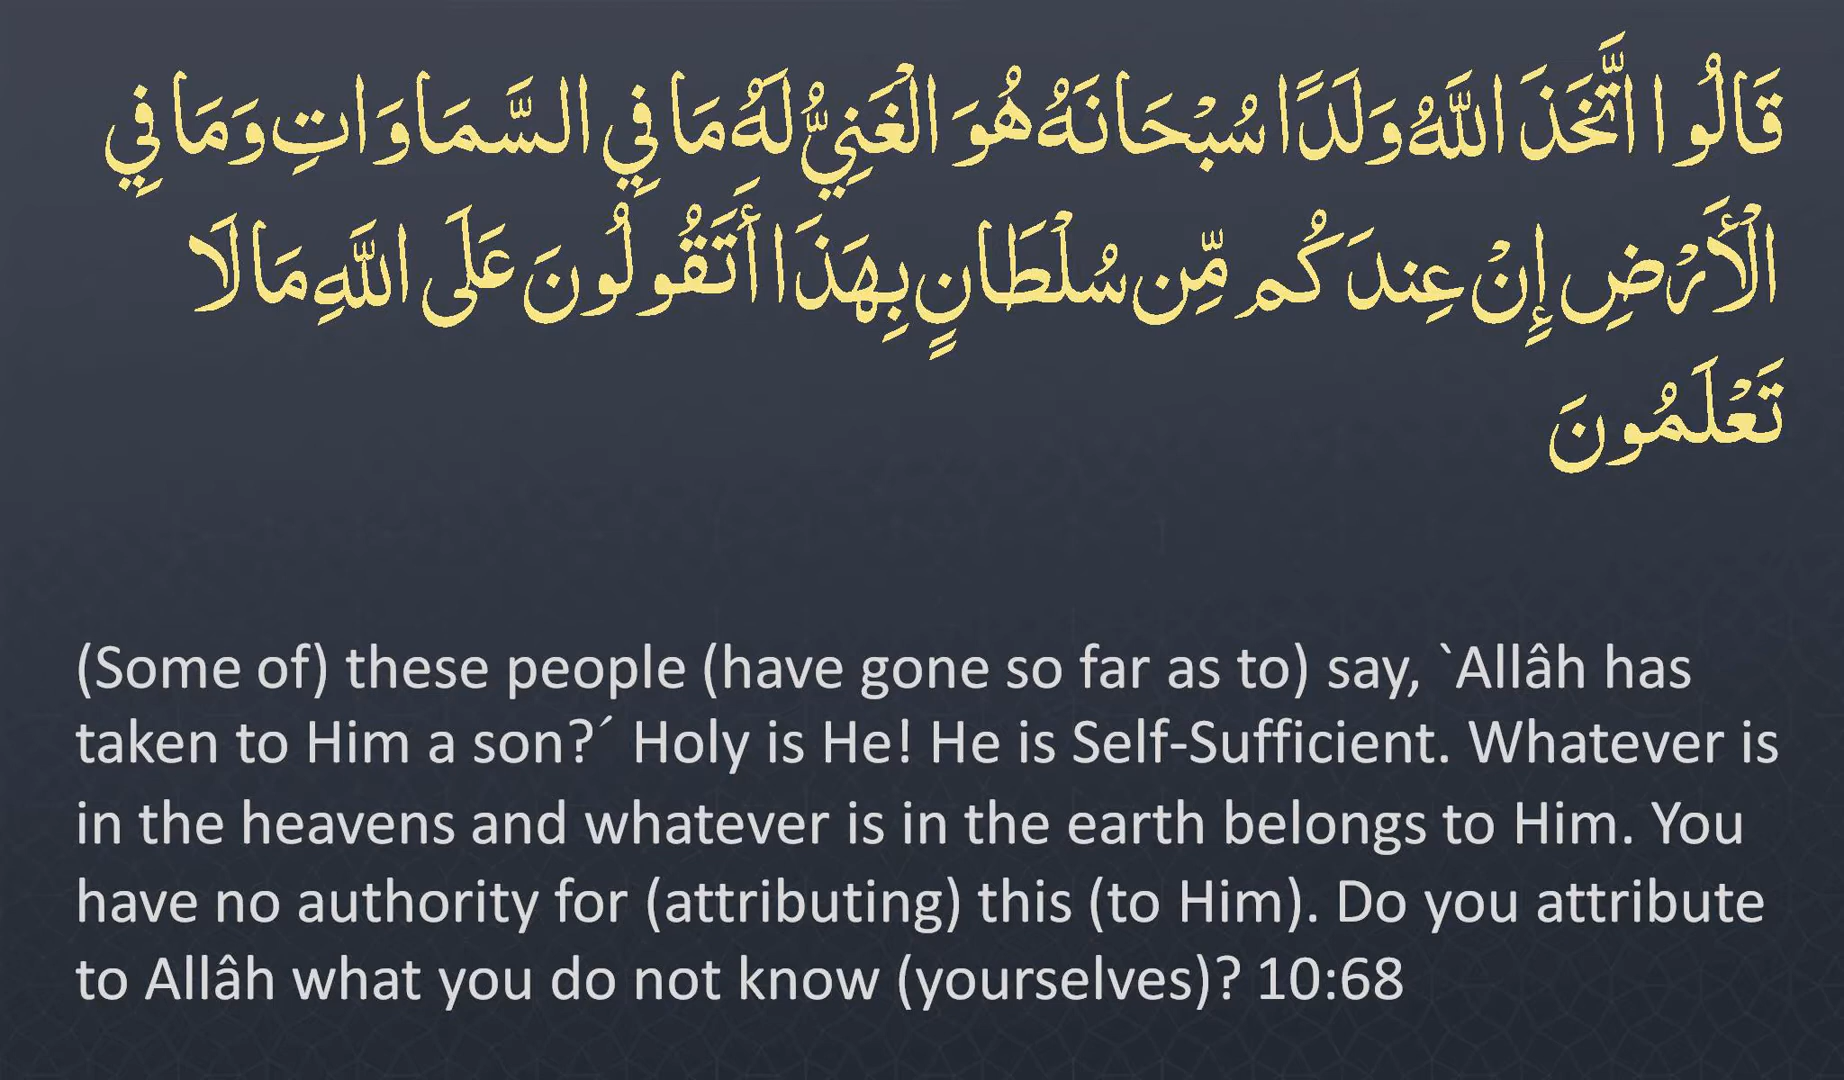 قَالُوا اتَّخَذَ اللَّهُ وَلَدًا سُبْحَانَهُ هُوَ الْغَنِيُّ لَهُ مَا فِي السَّمَاوَاتِ وَمَا فِي
الْأَرْضِ إِنْ عِندَكُم مِّن سُلْطَانٍ بِهَذَا أَتَقُولُونَ عَلَى اللَّهِ مَا لَا
تَعْلَمُونَ
(Some of) these people (have gone so far as to) say, `Allâh has
taken to Him a son?´ Holy is He! He is Self-Sufficient. Whatever is
in the heavens and whatever is in the earth belongs to Him. You
have no authority for (attributing) this (to Him). Do you attribute
to Allâh what you do not know (yourselves)? 10:68